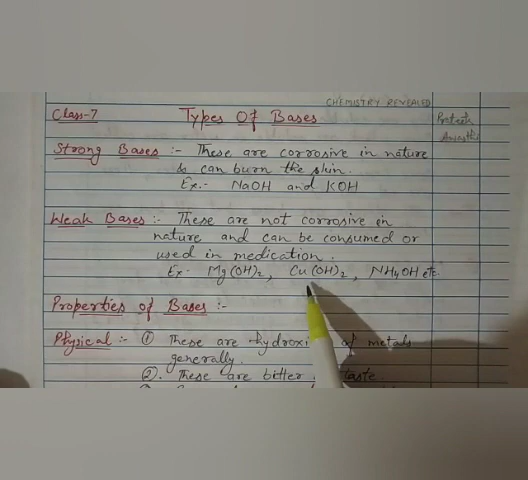 CHEMISTRY REVEALED
Class-7 Types Of Bases
Prateek
Awasthi
Strong Bases :- These are corrosive in nature
& can burn the skin.
Ex.- NaOH and KOH
Weak Bases :- These are not corrosive in
nature and can be consumed or
used in medication.
Ex- Mg(OH)2, Cu(OH)2, NH4OH etc.
Properties of Bases :-
Physical :- ① These are hydroxi of metals
generally.
②. These are bitter taste.